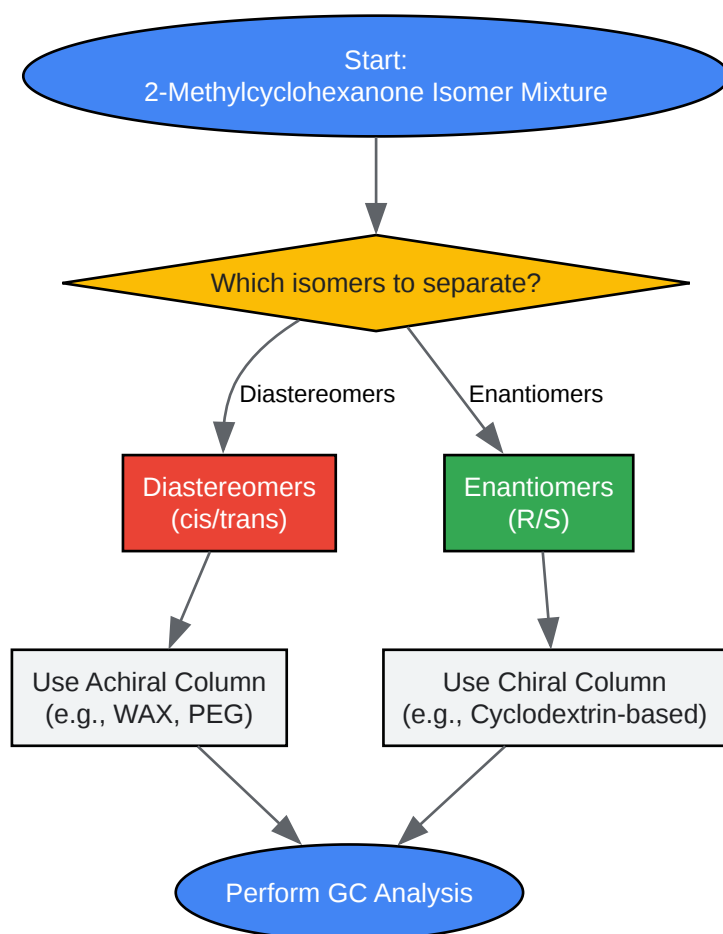 Start:
2-Methylcyclohexanone Isomer Mixture
Which isomers to separate?
Diastereomers
Enantiomers
Diastereomers
(cis/trans)
Enantiomers
(R/S)
Use Achiral Column
(e.g., WAX, PEG)
Use Chiral Column
(e.g., Cyclodextrin-based)
Perform GC Analysis